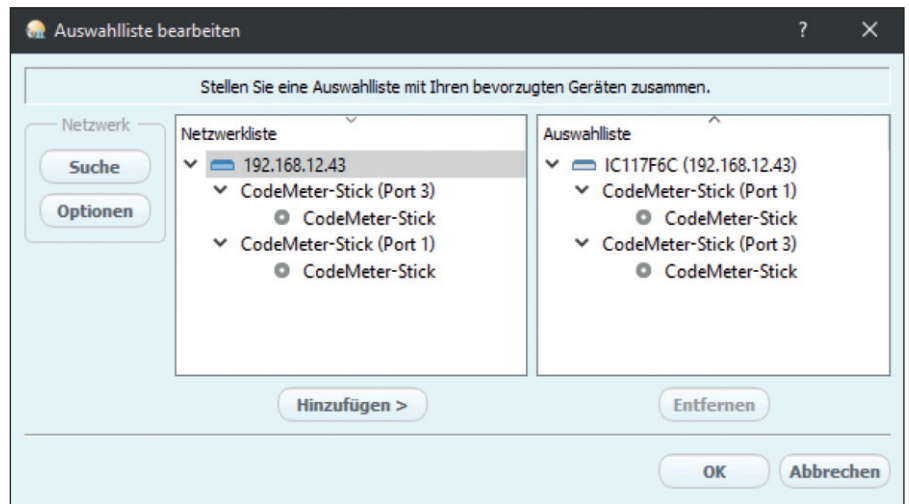 Auswahlliste bearbeiten
?
Stellen Sie eine Auswahlliste mit Ihren bevorzugten Geräten zusammen.
Netzwerk
Suche
Optionen
Netzwerkliste
192.168.12.43
CodeMeter-Stick (Port 3)
CodeMeter-Stick
CodeMeter-Stick (Port 1)
CodeMeter-Stick
Hinzufügen >
Auswahlliste
IC117F6C (192.168.12.43)
CodeMeter-Stick (Port 1)
CodeMeter-Stick
CodeMeter-Stick (Port 3)
CodeMeter-Stick
Entfernen
OK
Abbrechen